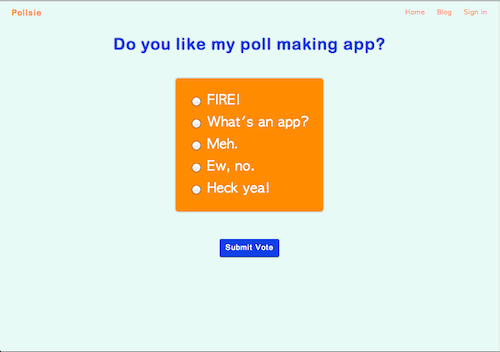 Pollsie Home Blog Sign in
Do you like my poll making app?
FIRE!
What's an app?
Meh.
Ew, no.
Heck yea!
Submit Vote